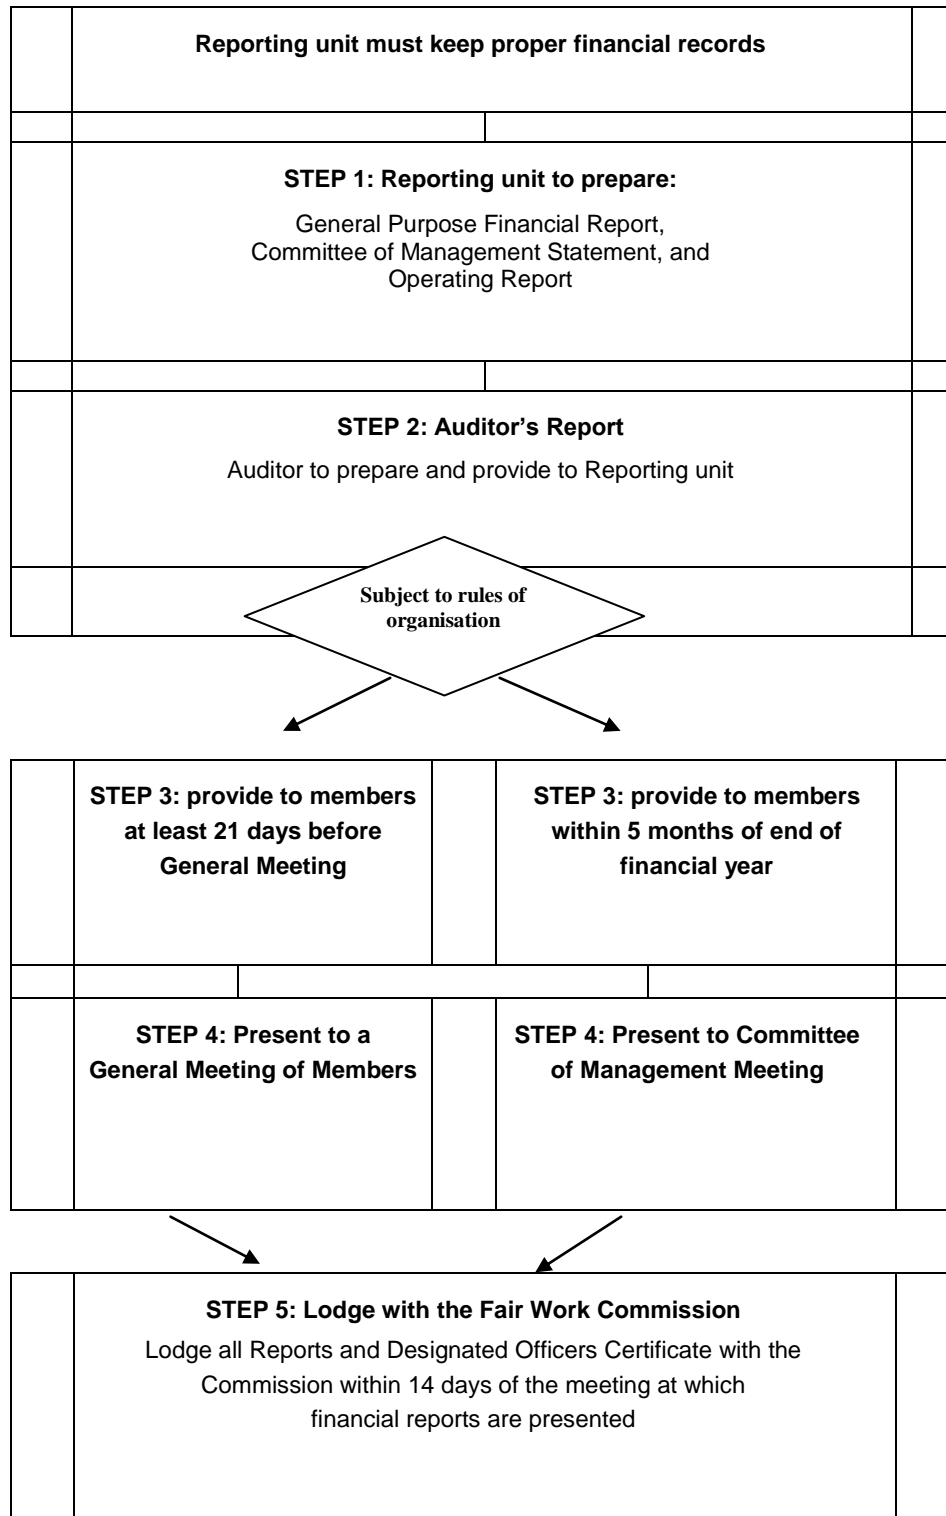 Reporting unit must keep proper financial records
STEP 1: Reporting unit to prepare:
General Purpose Financial Report,
Committee of Management Statement, and
Operating Report
STEP 2: Auditor’s Report
Auditor to prepare and provide to Reporting unit
Subject to rules of
organisation
STEP 3: provide to members
at least 21 days before
General Meeting
STEP 3: provide to members
within 5 months of end of
financial year
STEP 4: Present to a
General Meeting of Members
STEP 4: Present to Committee
of Management Meeting
STEP 5: Lodge with the Fair Work Commission
Lodge all Reports and Designated Officers Certificate with the
Commission within 14 days of the meeting at which
financial reports are presented